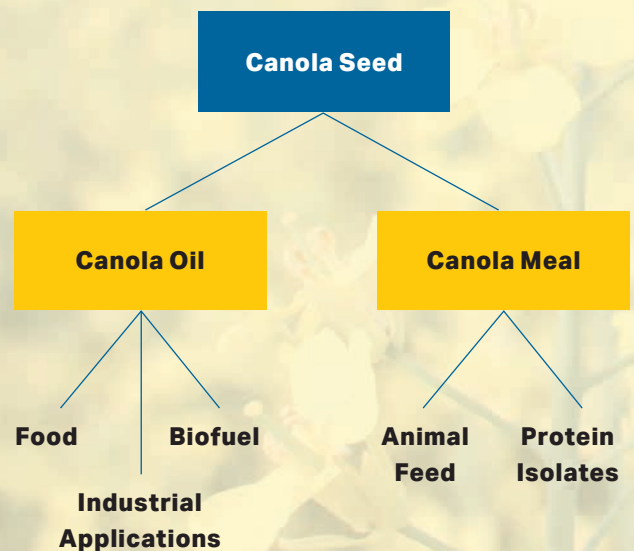 Canola Seed
Canola Oil
Canola Meal
Food
Biofuel
Animal
Feed
Protein
Isolates
Industrial
Applications